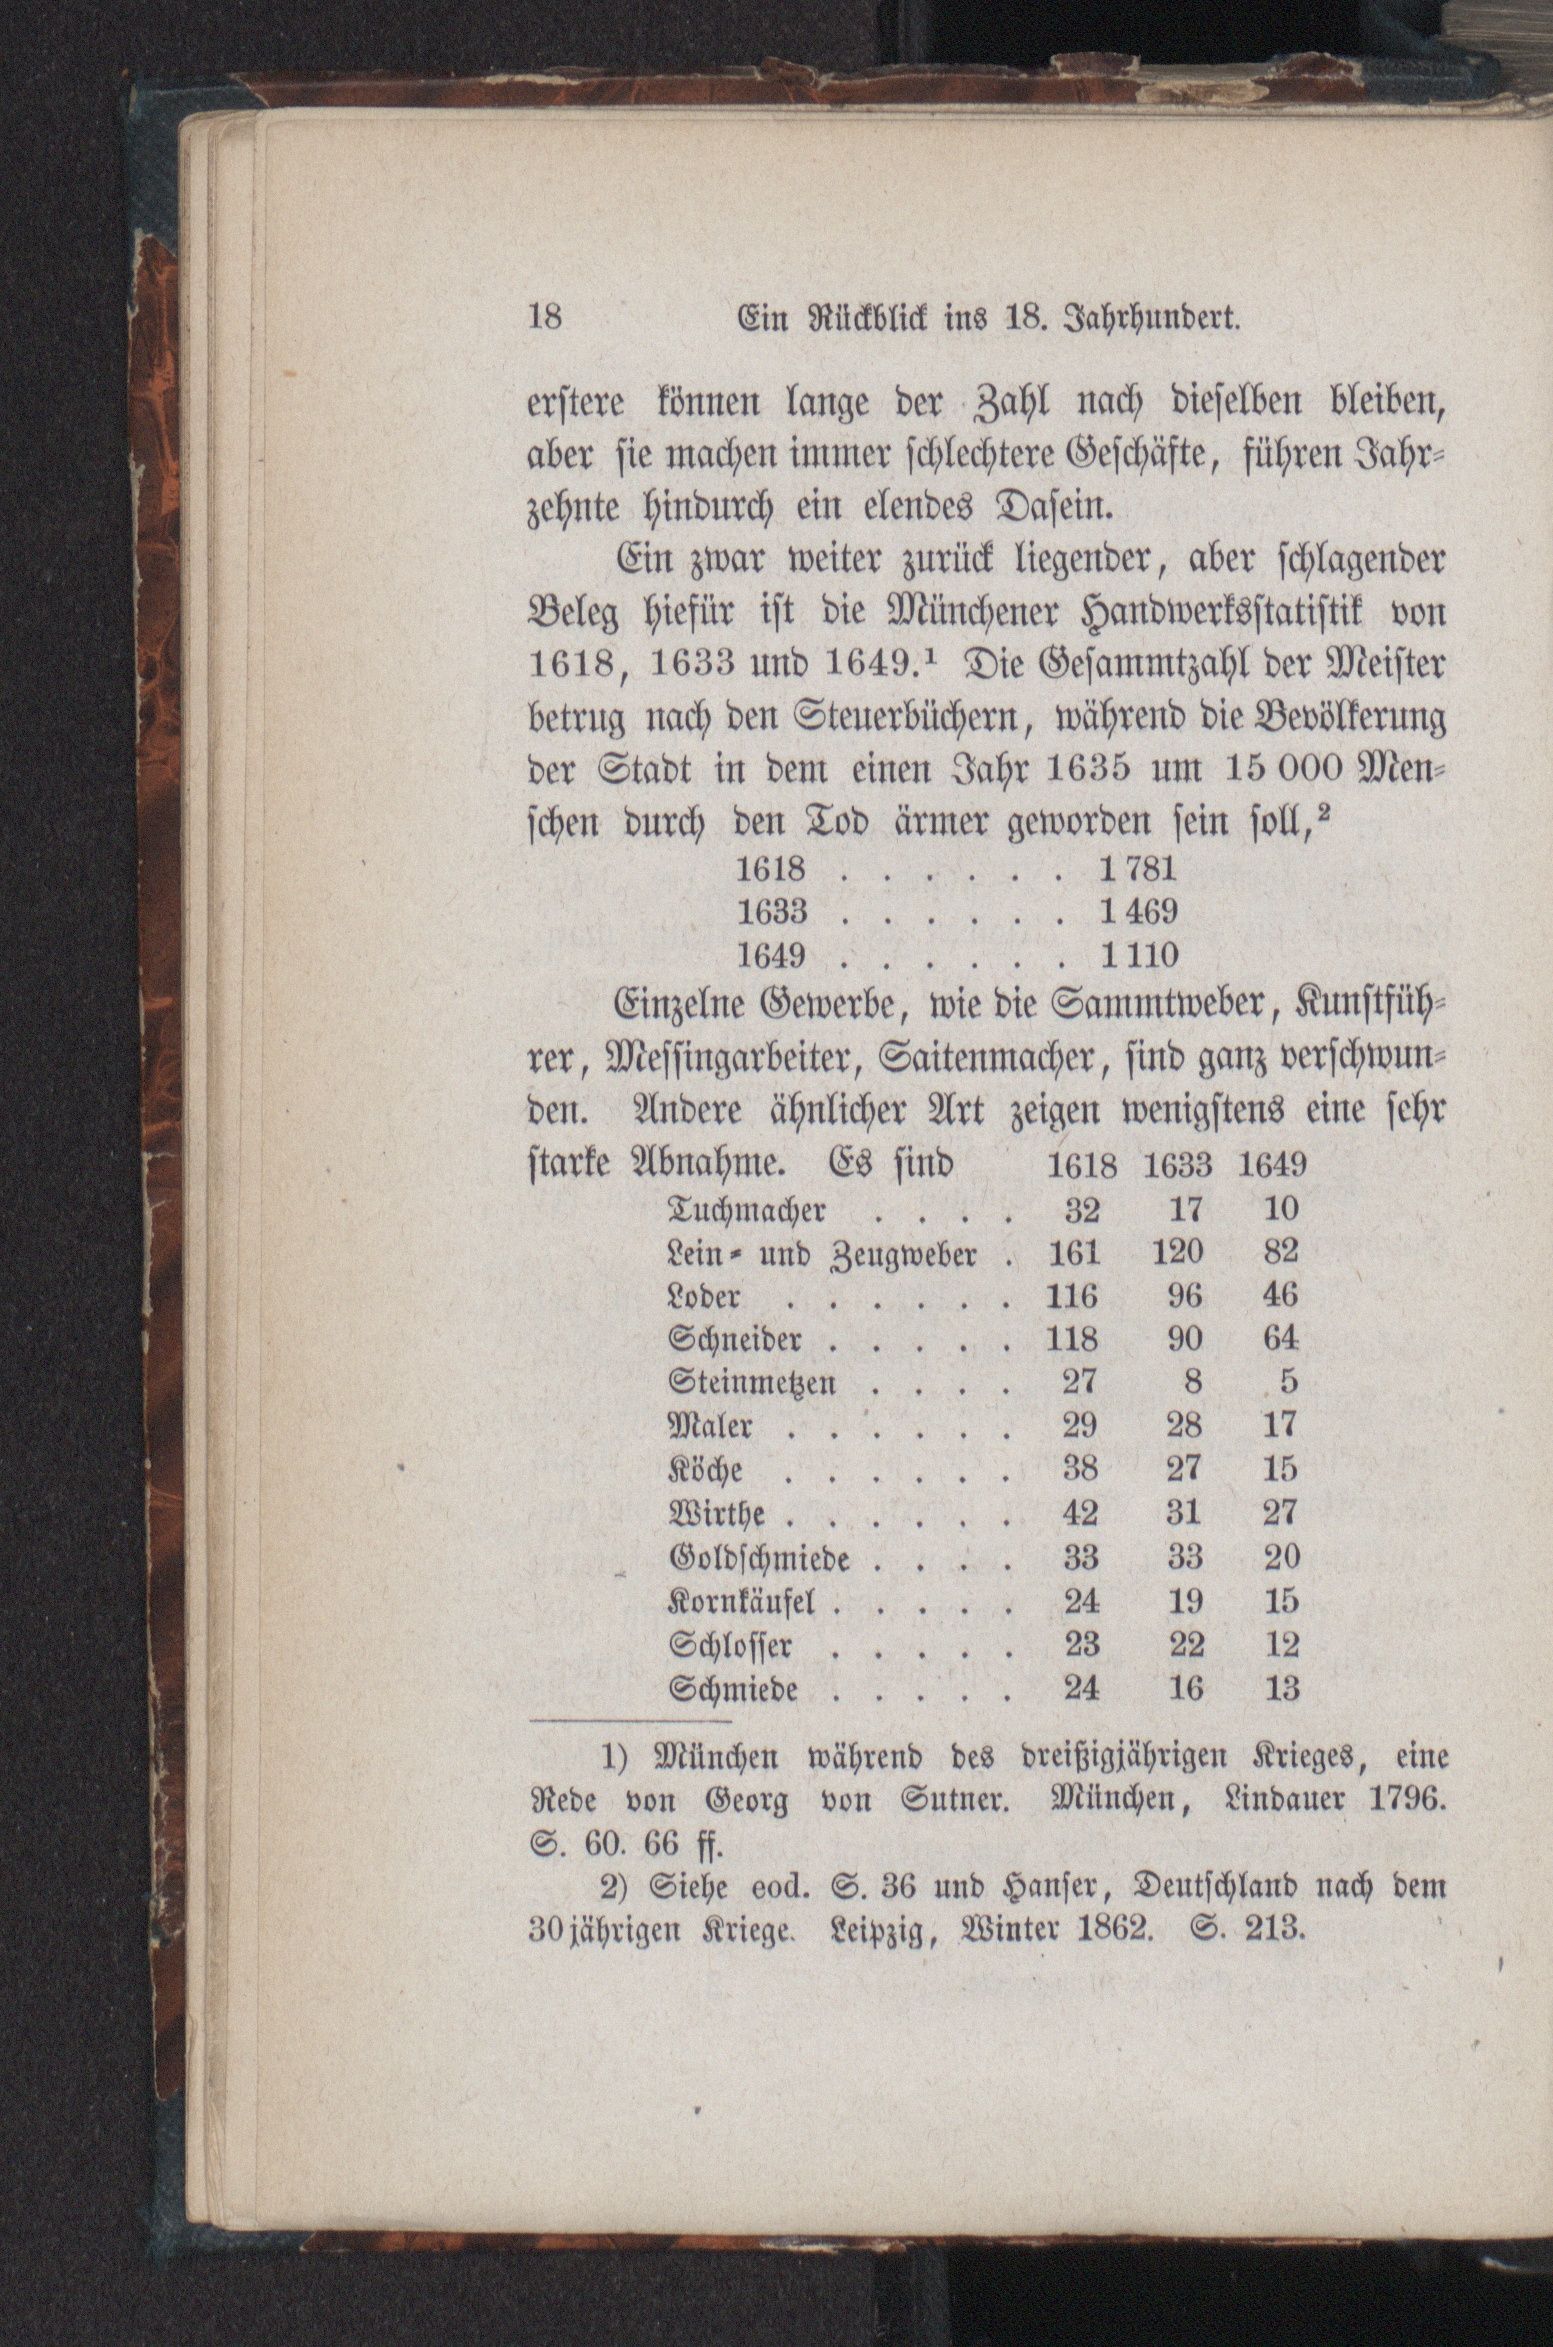 18 Ein Rückblick ins 18. Jahrhundert.
erstere können lange der Zahl nach dieselben bleiben,
aber sie machen immer schlechtere Geschäfte, führen Jahr-
zehnte hindurch ein elendes Dasein.
Ein zwar weiter zurück liegender, aber schlagender
Beleg hiefür ist die Münchener Handwerksstatistik von
1618, 1633 und 1649.¹ Die Gesammtzahl der Meister
betrug nach den Steuerbüchern, während die Bevölkerung
der Stadt in dem einen Jahr 1635 um 15 000 Men-
schen durch den Tod ärmer geworden sein soll,²
1618 . . . . . . 1 781
1633 . . . . . . 1 469
1649 . . . . . . 1 110
Einzelne Gewerbe, wie die Sammtweber, Kunstfüh-
rer, Messingarbeiter, Saitenmacher, sind ganz verschwun-
den. Andere ähnlicher Art zeigen wenigstens eine sehr
starke Abnahme. Es sind 1618 1633 1649
Tuchmacher . . . . 32 17 10
Lein- und Zeugweber . 161 120 82
Loder . . . . . . 116 96 46
Schneider . . . . . 118 90 64
Steinmetzen . . . . 27 8 5
Maler . . . . . . 29 28 17
Köche . . . . . . 38 27 15
Wirthe . . . . . . 42 31 27
Goldschmiede . . . . 33 33 20
Kornkäufel . . . . . 24 19 15
Schlosser . . . . . 23 22 12
Schmiede . . . . . 24 16 13
1) München während des dreißigjährigen Krieges, eine
Rede von Georg von Sutner. München, Lindauer 1796.
S. 60. 66 ff.
2) Siehe eod. S. 36 und Hanser, Deutschland nach dem
30jährigen Kriege. Leipzig, Winter 1862. S. 213.